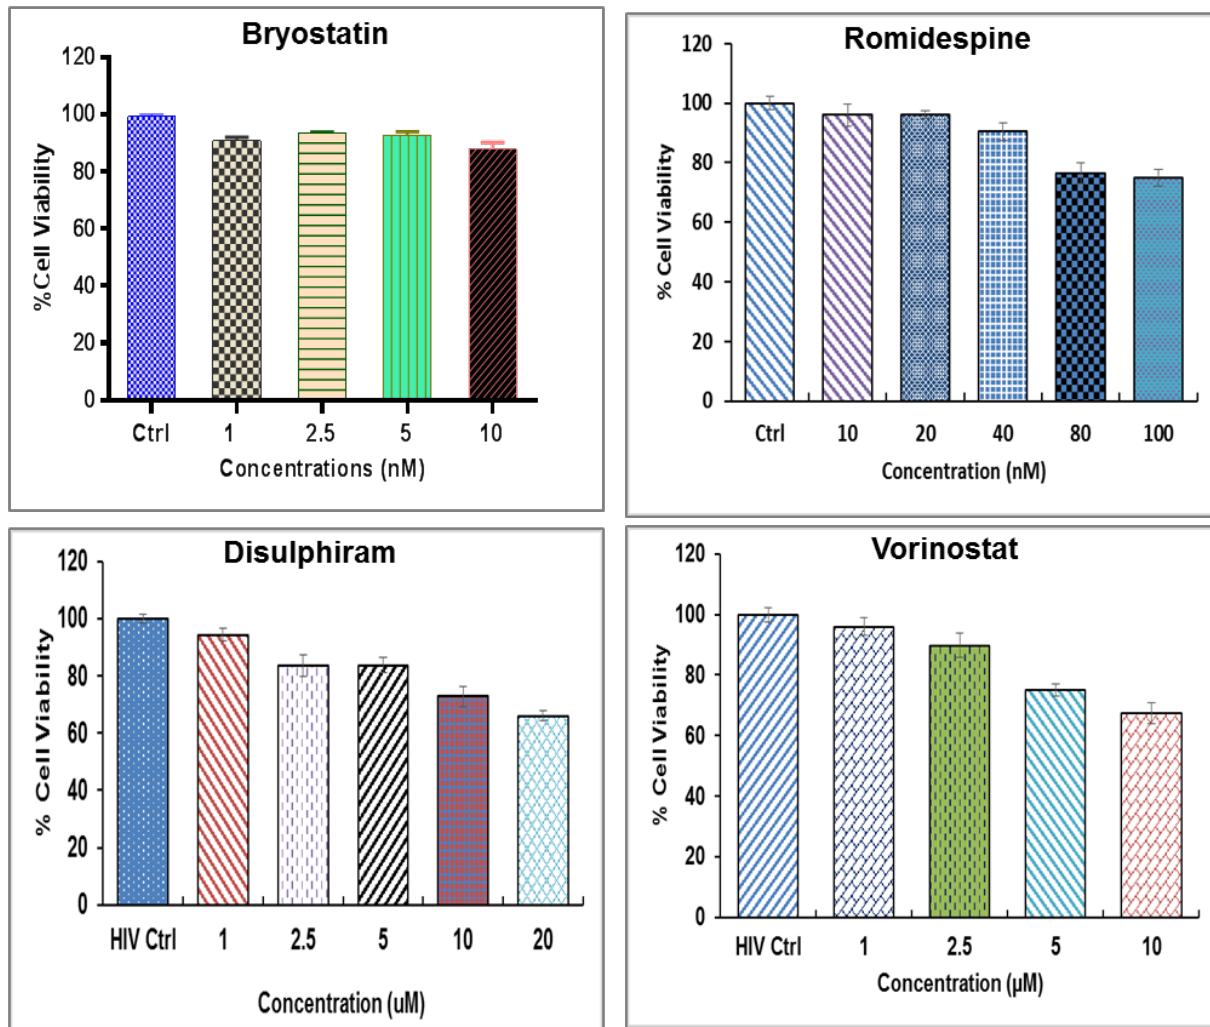 Bryostatin
120
100
80
60
40
20
0
%Cell Viability
Ctrl 1 2.5 5 10
Concentrations (nM)
Romidespine
120
100
80
60
40
20
0
% Cell Viability
Ctrl 10 20 40 80 100
Concentration (nM)
Disulphiram
120
100
80
60
40
20
0
% Cell Viability
HIV Ctrl 1 2.5 5 10 20
Concentration (uM)
Vorinostat
120
100
80
60
40
20
0
% Cell Viability
HIV Ctrl 1 2.5 5 10
Concentration (µM)